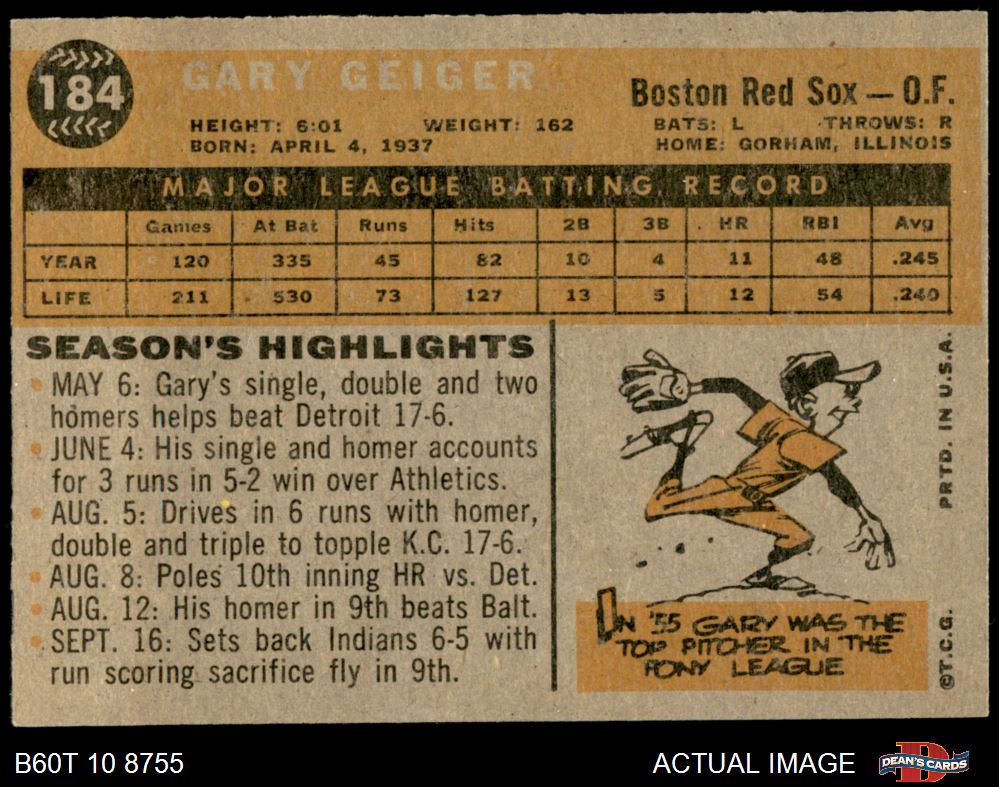 184
GARY GEIGER
Boston Red Sox — O.F.
HEIGHT: 6:01 WEIGHT: 162 BATS: L THROWS: R
BORN: APRIL 4, 1937 HOME: GORHAM, ILLINOIS
MAJOR LEAGUE BATTING RECORD
Games At Bat Runs Hits 2B 3B HR RBI Avg
YEAR 120 335 45 82 10 4 11 48 .245
LIFE 211 530 73 127 13 5 12 54 .240
SEASON'S HIGHLIGHTS
• MAY 6: Gary's single, double and two
homers helps beat Detroit 17-6.
• JUNE 4: His single and homer accounts
for 3 runs in 5-2 win over Athletics.
• AUG. 5: Drives in 6 runs with homer,
double and triple to topple K.C. 17-6.
• AUG. 8: Poles 10th inning HR vs. Det.
• AUG. 12: His homer in 9th beats Balt.
• SEPT. 16: Sets back Indians 6-5 with
run scoring sacrifice fly in 9th.
IN '55 GARY WAS THE
TOP PITCHER IN THE
PONY LEAGUE
©T.C.G. PRTD. IN U.S.A.
B60T 10 8755
ACTUAL IMAGE
D
DEAN'S CARDS